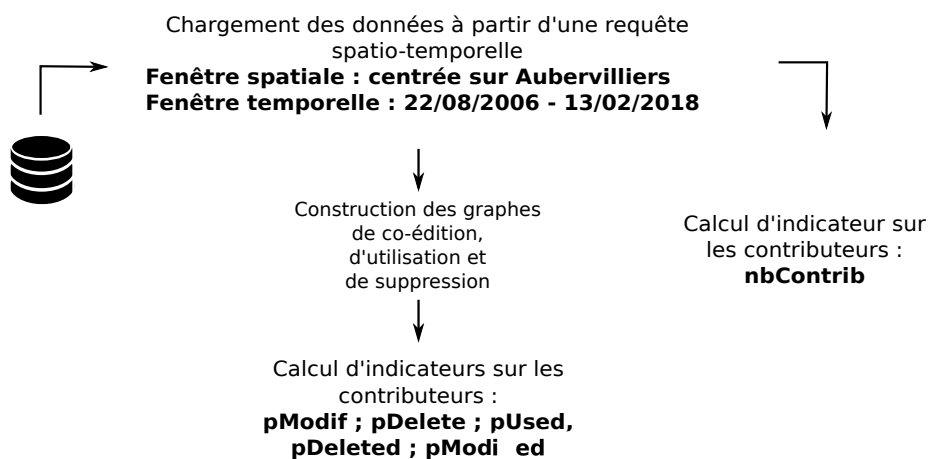 Chargement des données à partir d'une requête
spatio-temporelle
Fenêtre spatiale : centrée sur Aubervilliers
Fenêtre temporelle : 22/08/2006 - 13/02/2018
Construction des graphes
de co-édition,
d'utilisation et
de suppression
Calcul d'indicateur sur
les contributeurs :
nbContrib
Calcul d'indicateurs sur les
contributeurs :
pModif ; pDelete ; pUsed,
pDeleted ; pModi ed